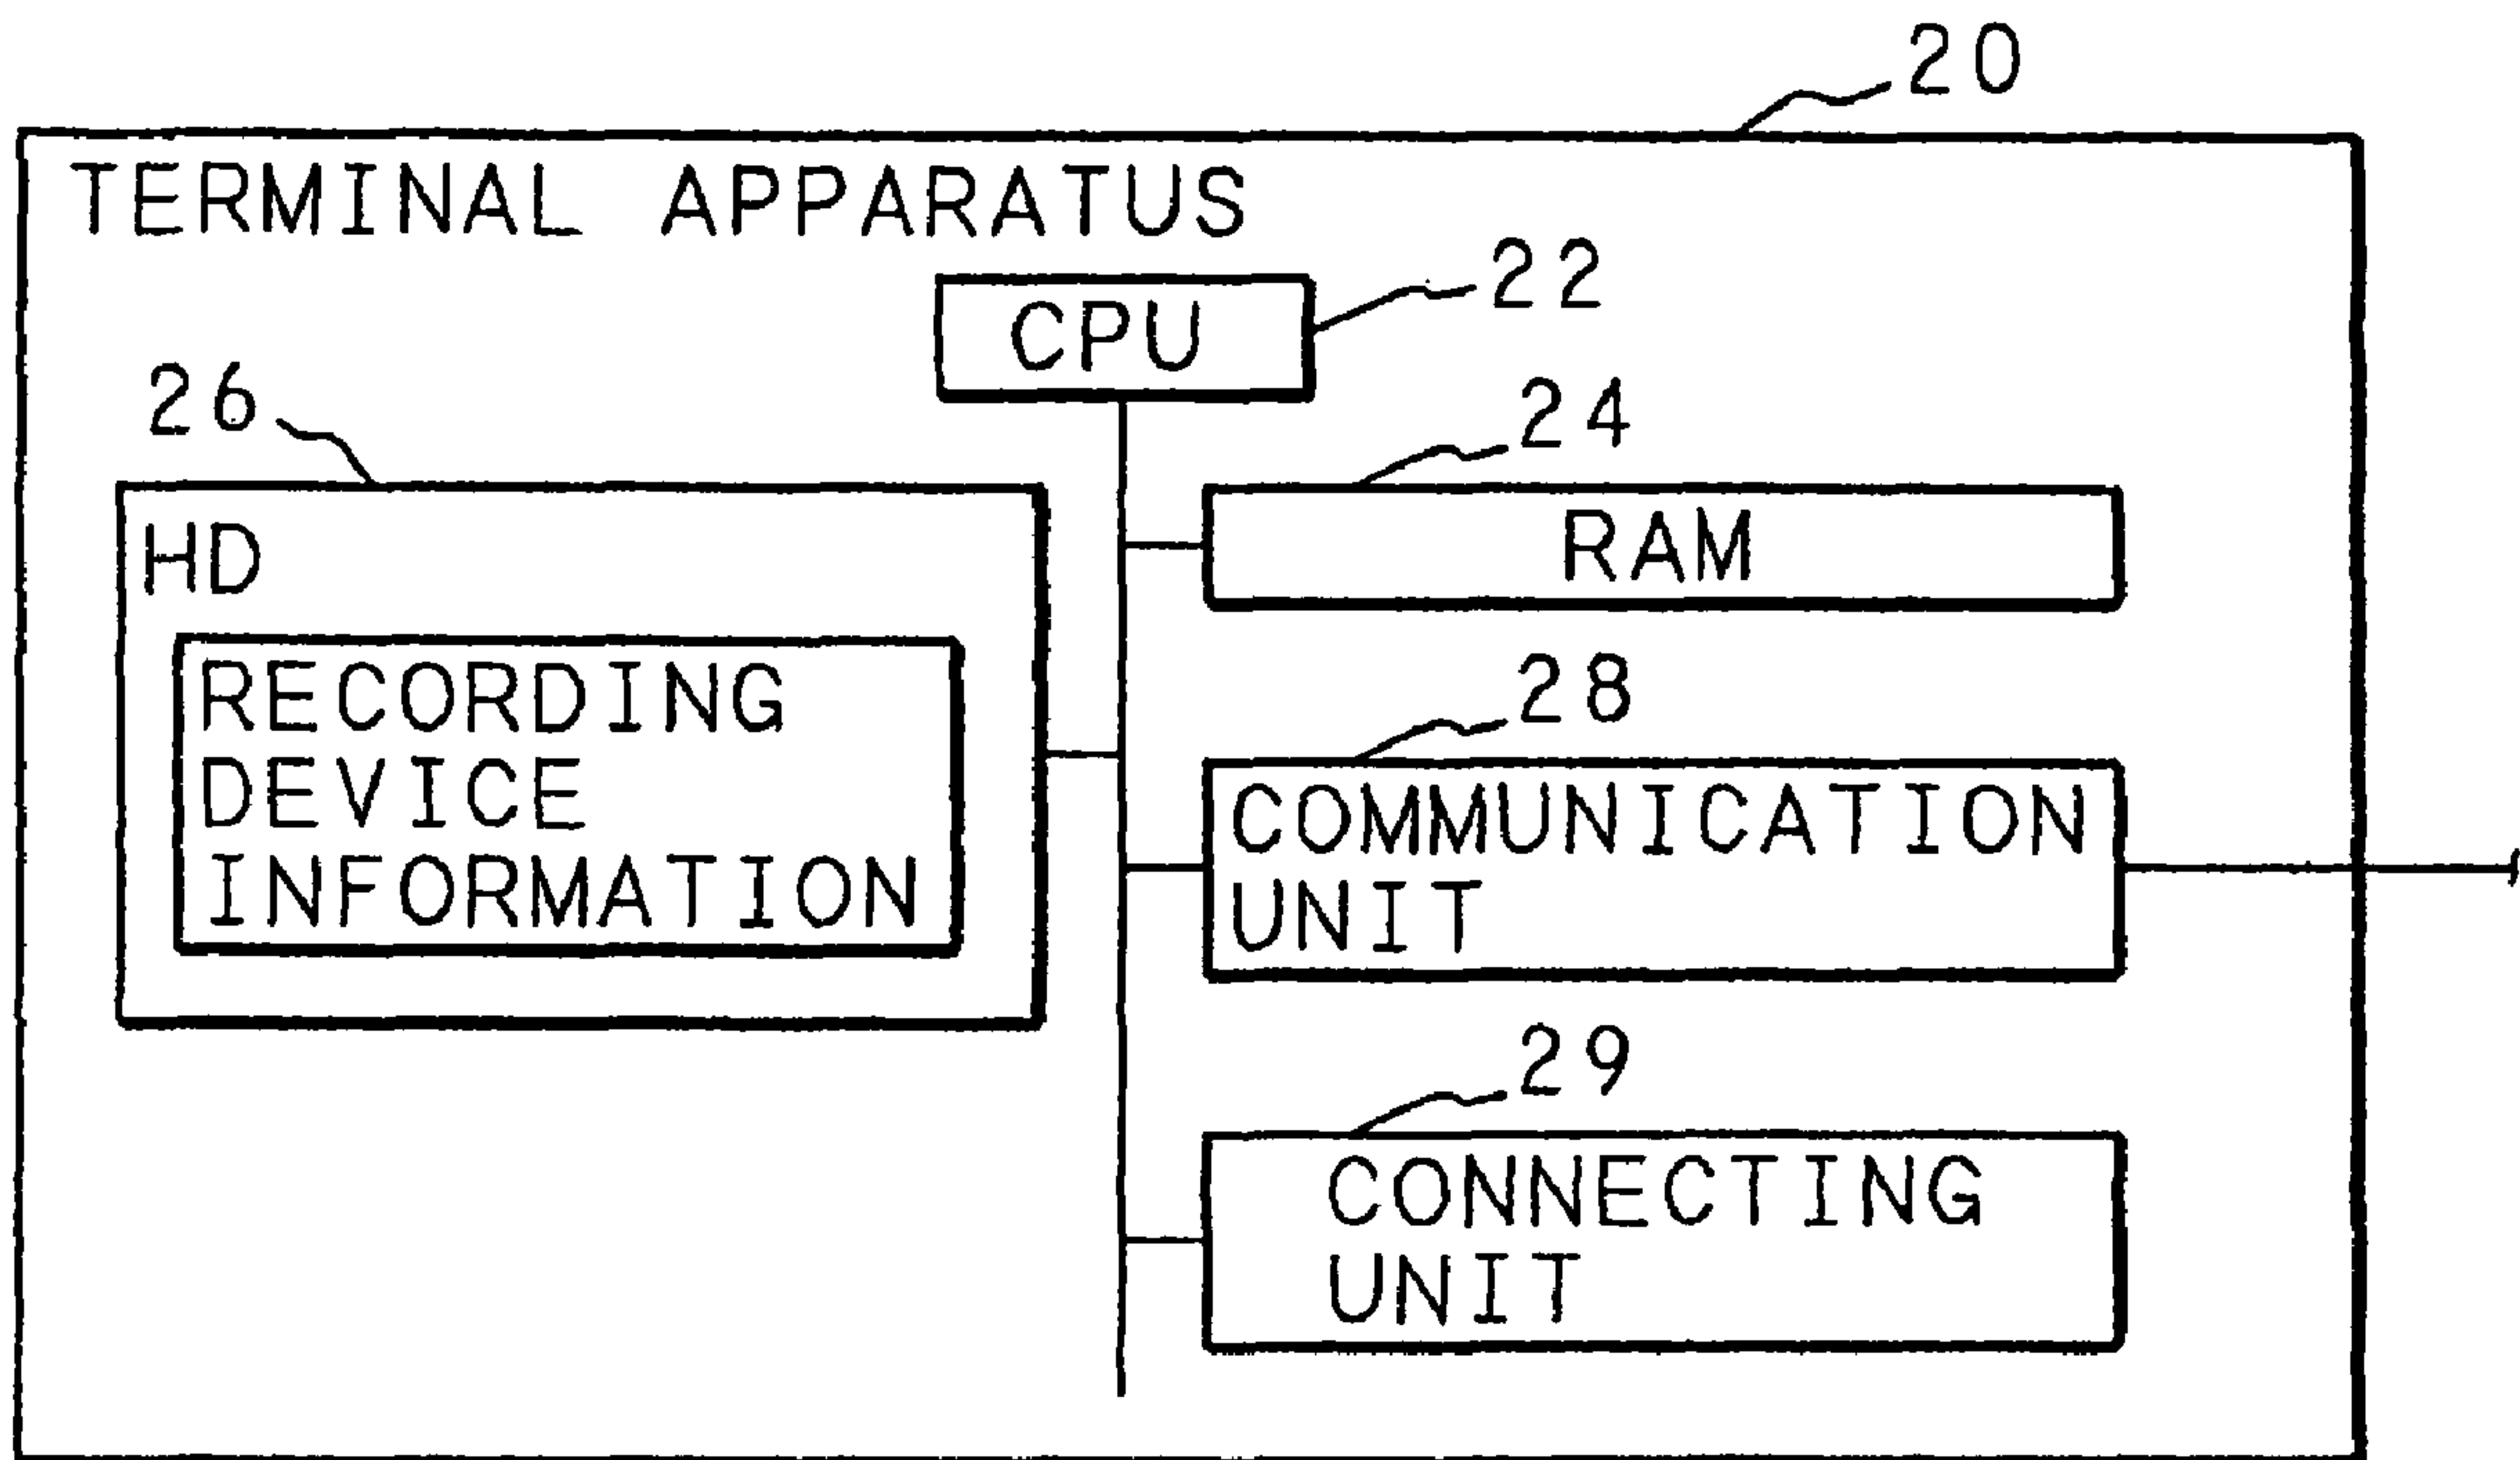 20
TERMINAL APPARATUS
22
CPU
26
24
HD
RAM
RECORDING
DEVICE
INFORMATION
28
COMMUNICATION
UNIT
29
CONNECTING
UNIT